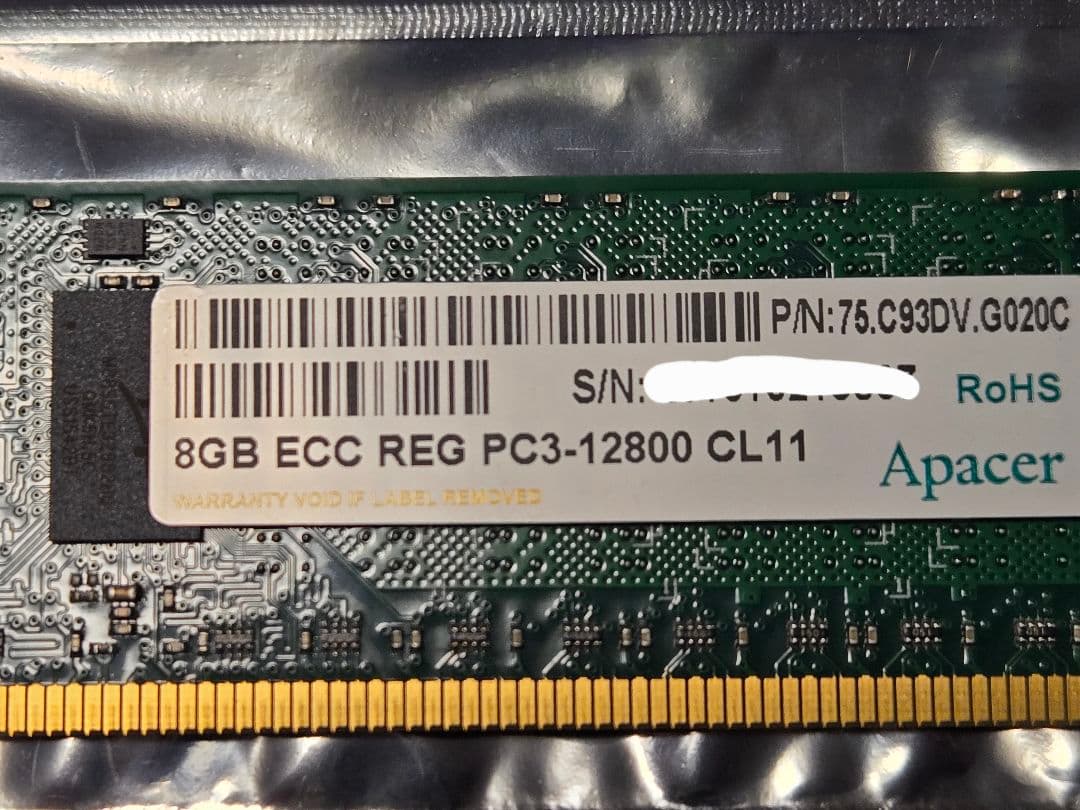 P/N:75.C93DV.G020C
S/N:
RoHS
8GB ECC REG PC3-12800 CL11
Apacer
WARRANTY VOID IF LABEL REMOVED